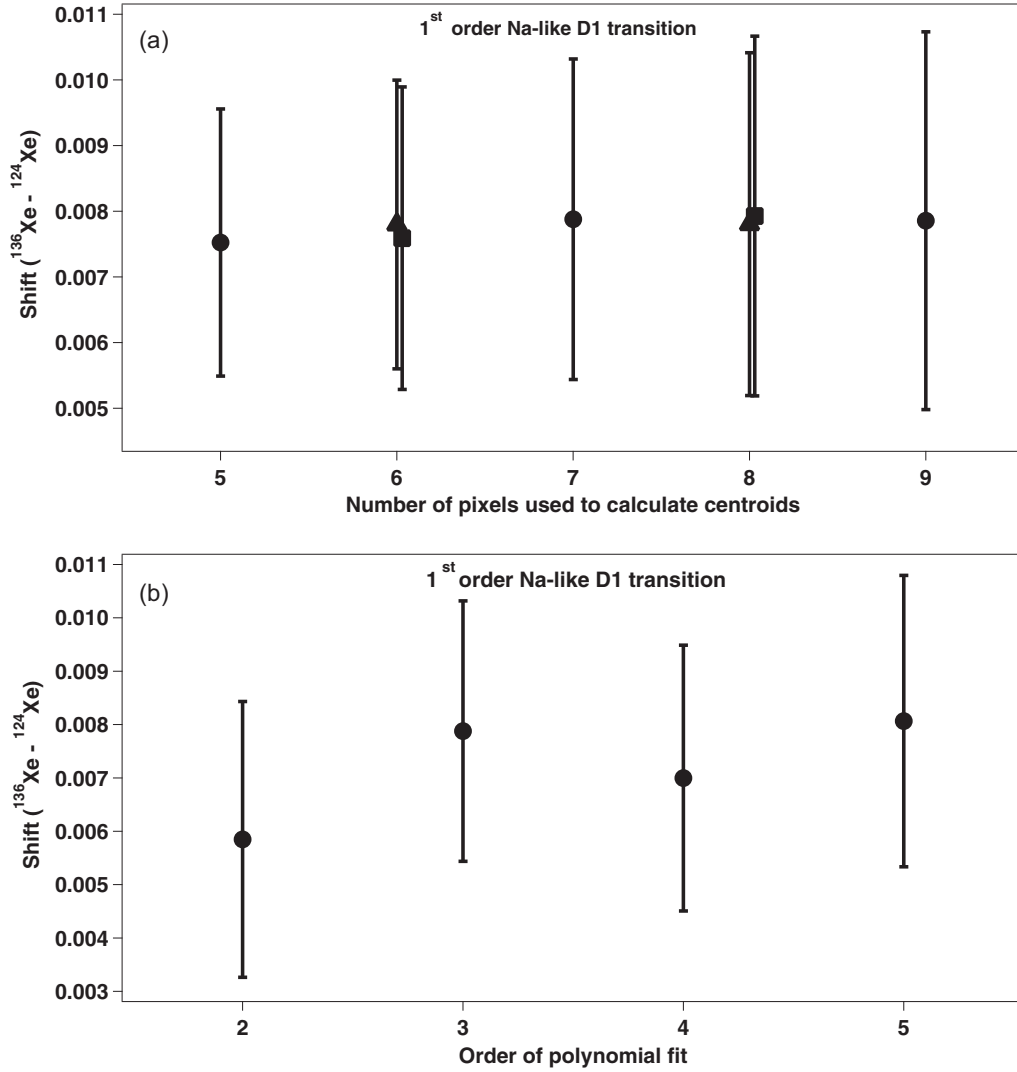 (a)
1st order Na-like D1 transition
0.011
0.010
0.009
0.008
0.007
0.006
0.005
Shift (136Xe - 124Xe)
5 6 7 8 9
Number of pixels used to calculate centroids
(b)
1st order Na-like D1 transition
0.011
0.010
0.009
0.008
0.007
0.006
0.005
0.004
0.003
Shift (136Xe - 124Xe)
2 3 4 5
Order of polynomial fit